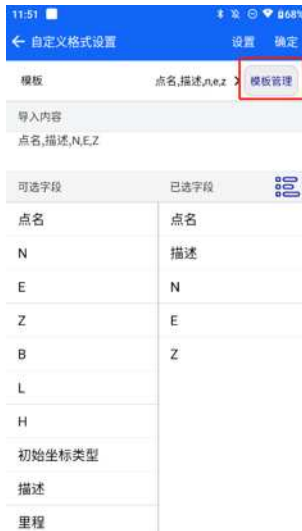 11:51 68%
← 自定义格式设置 设置 确定
模板 点名,描述,n,e,z > 模板管理
导入内容
点名,描述,N,E,Z
可选字段 已选字段
点名 点名
N 描述
E N
Z E
B Z
L
H
初始坐标类型
描述
里程